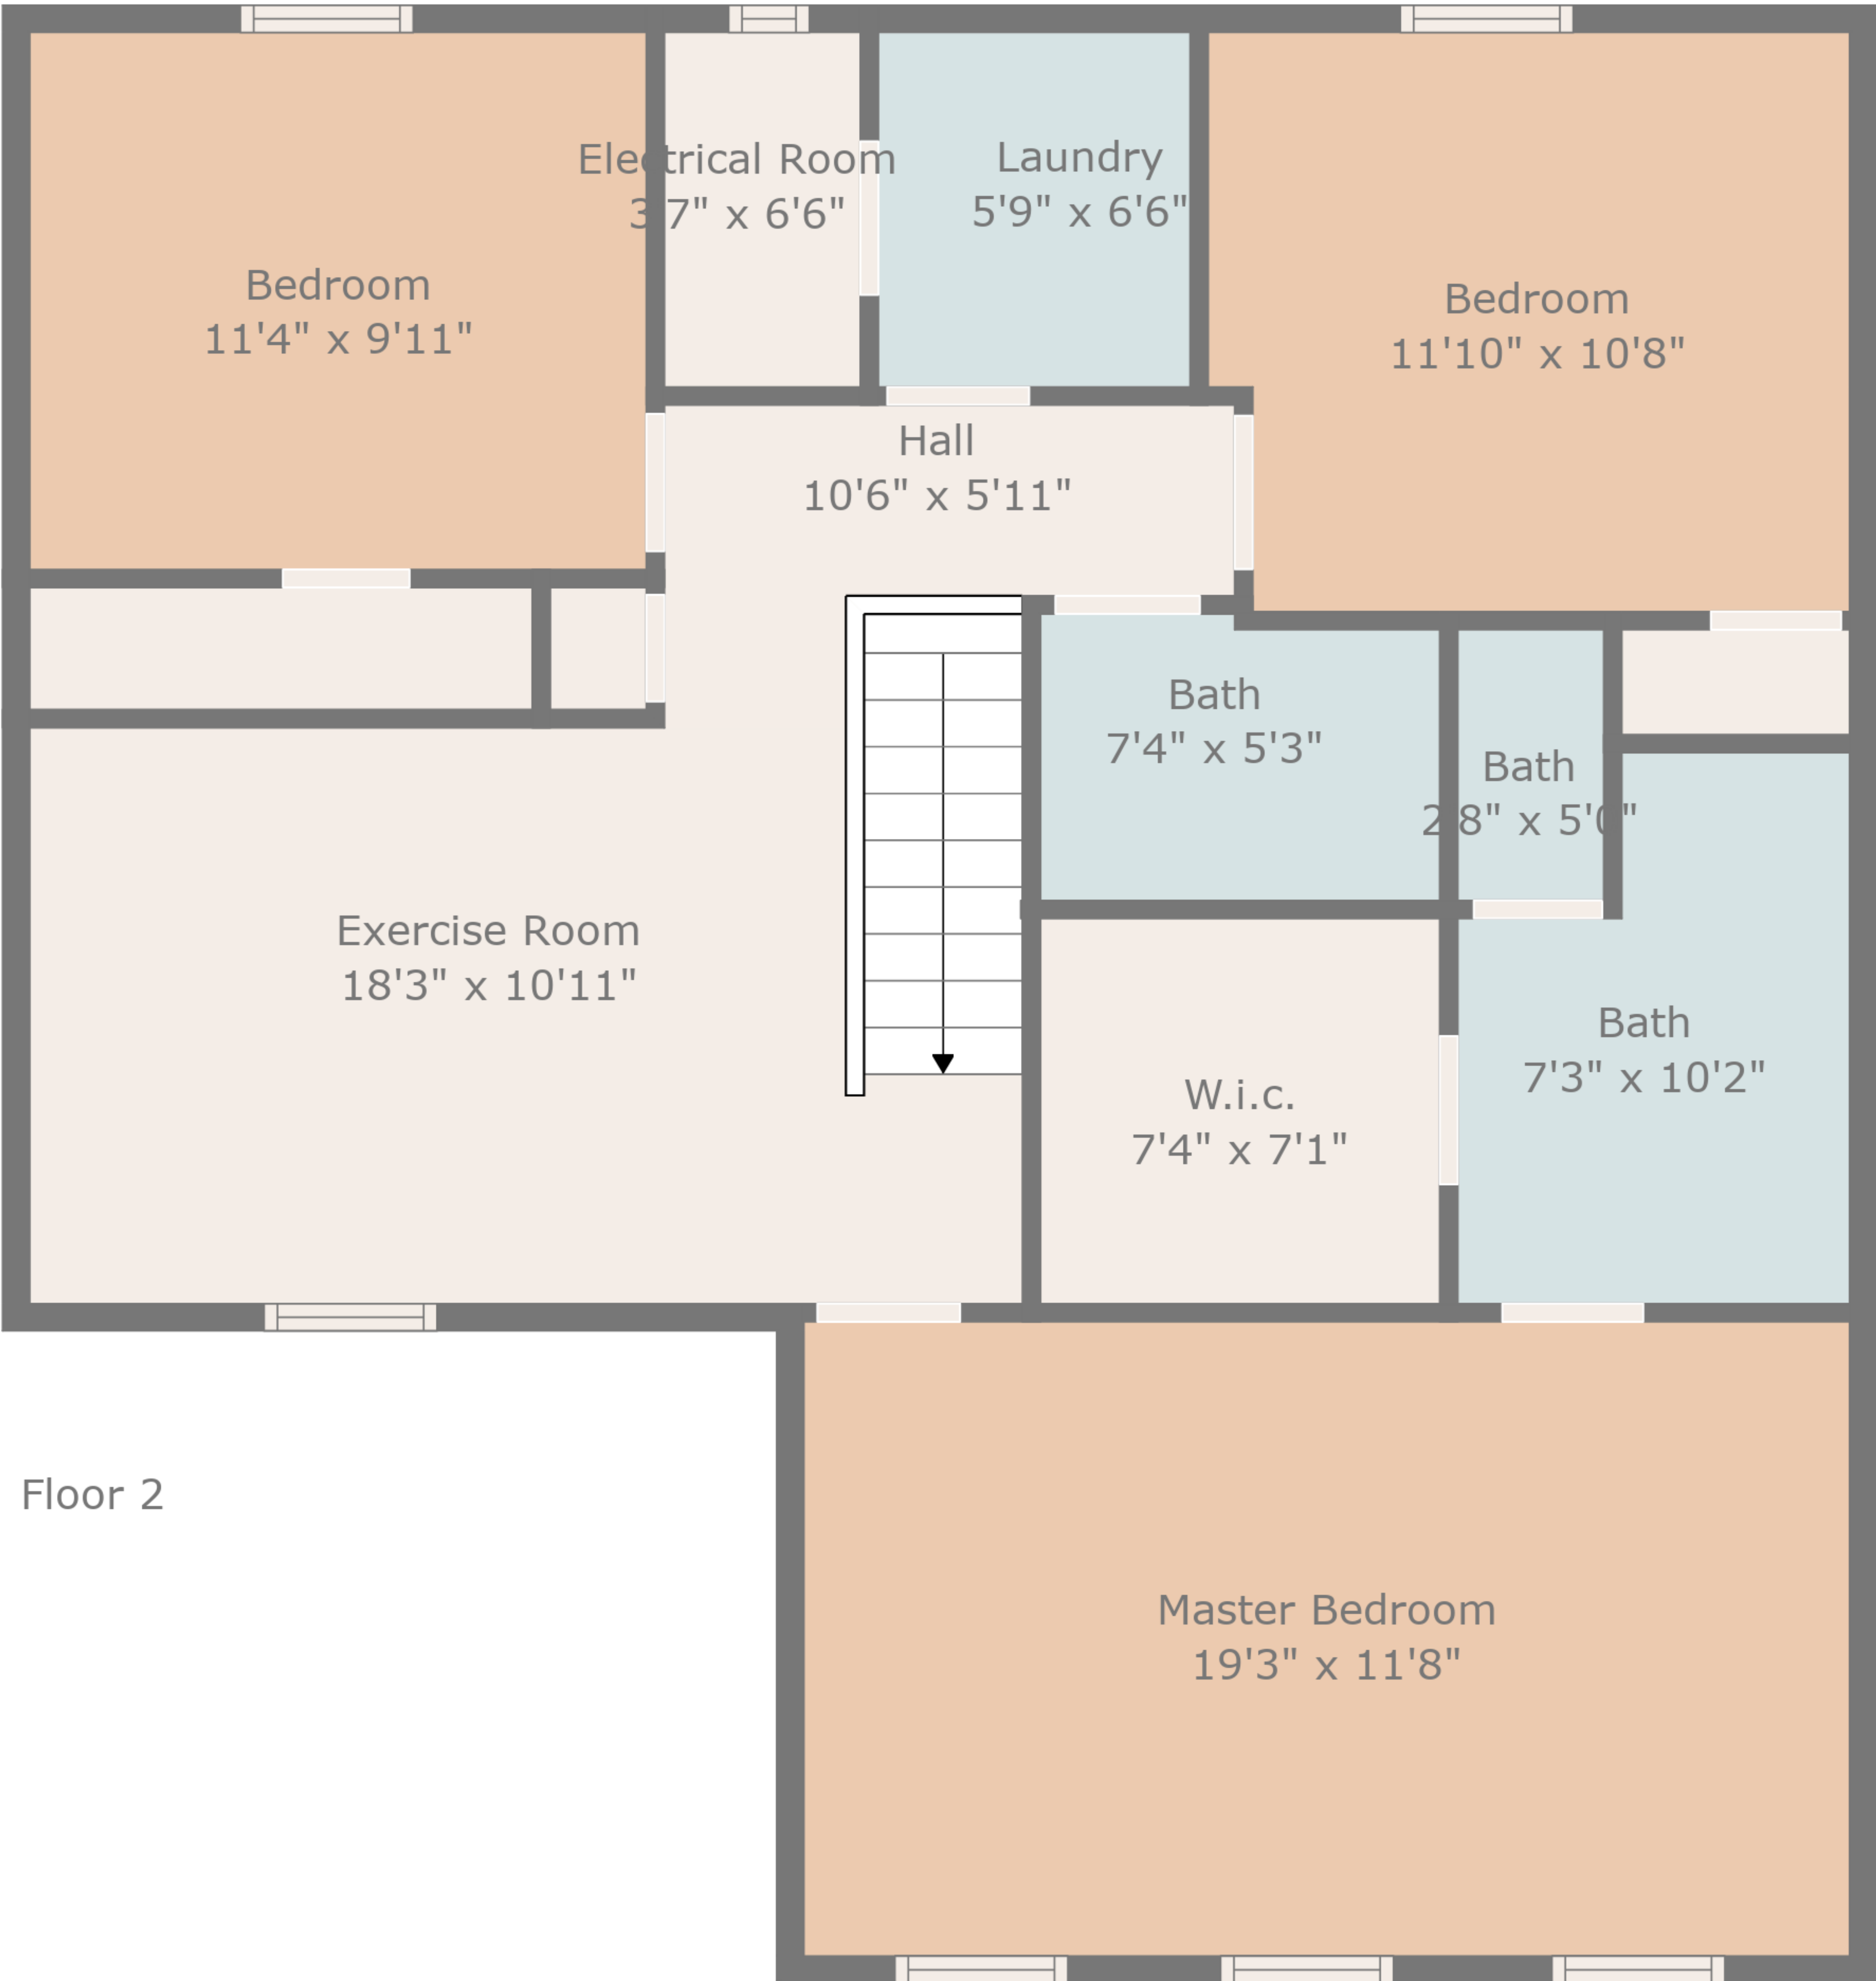 Electrical Room
3'7" x 6'6"
Laundry
5'9" x 6'6"
Bedroom
11'4" x 9'11"
Bedroom
11'10" x 10'8"
Hall
10'6" x 5'11"
Bath
7'4" x 5'3"
Bath
2'8" x 5'0"
Exercise Room
18'3" x 10'11"
Bath
7'3" x 10'2"
W.i.c.
7'4" x 7'1"
Floor 2
Master Bedroom
19'3" x 11'8"